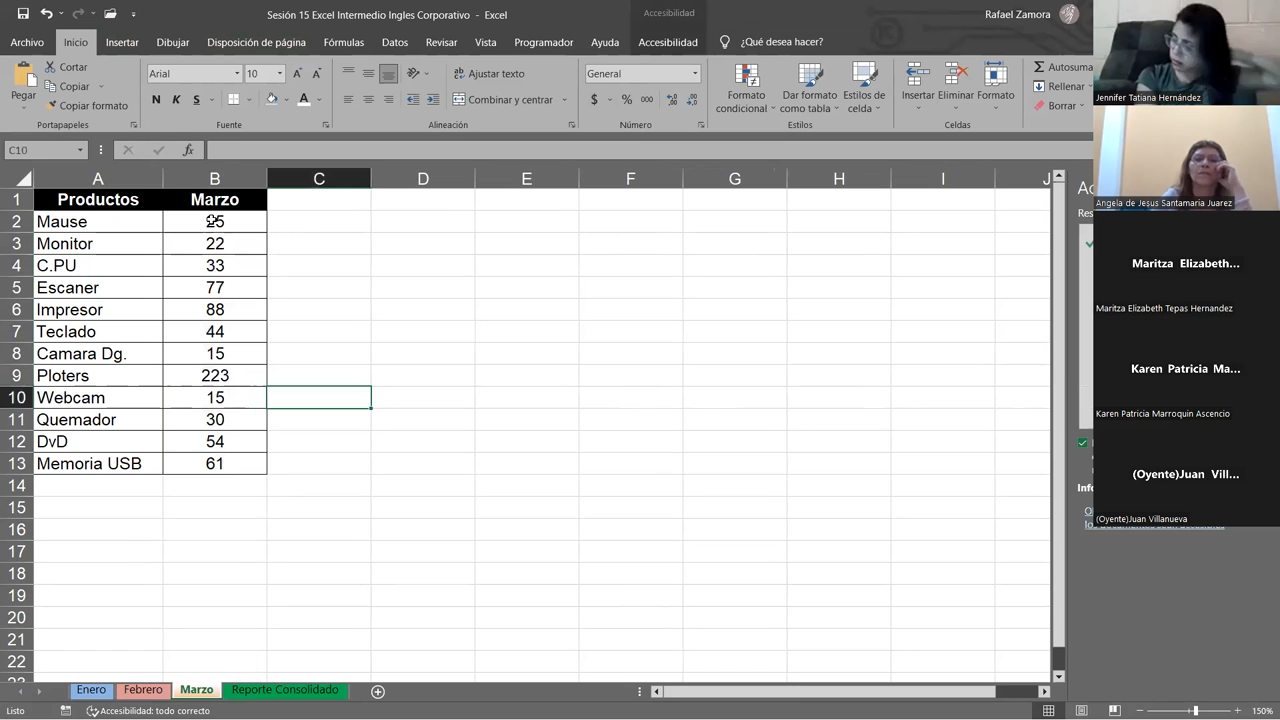 Sesión 15 Excel Intermedio Ingles Corporativo - Excel
Accesibilidad
Rafael Zamora
Archivo Inicio Insertar Dibujar Disposición de página Fórmulas Datos Revisar Vista Programador Ayuda Accesibilidad ¿Qué desea hacer?
Pegar
Cortar
Copiar
Copiar formato
Portapapeles
Arial 10
N K S
Fuente
Ajustar texto
Combinar y centrar
Alineación
General
$ % 000
Número
Formato condicional
Dar formato como tabla
Estilos de celda
Estilos
Insertar Eliminar Formato
Celdas
Autosuma
Rellenar
Borrar
C10
fx
A B C D E F G H I J
1 Productos Marzo
2 Mause
3 Monitor 22
4 C.PU 33
5 Escaner 77
6 Impresor 88
7 Teclado 44
8 Camara Dg. 15
9 Ploters 223
10 Webcam 15
11 Quemador 30
12 DvD 54
13 Memoria USB 61
14
15
16
17
18
19
20
21
22
Enero Febrero Marzo Reporte Consolidado
Listo
Accesibilidad: todo correcto
150%
Jennifer Tatiana Hernández
Angela de Jesus Santamaria Juarez
Maritza Elizabeth...
Maritza Elizabeth Tepas Hernandez
Karen Patricia Ma...
Karen Patricia Marroquin Ascencio
(Oyente)Juan Vill...
(Oyente)Juan Villanueva